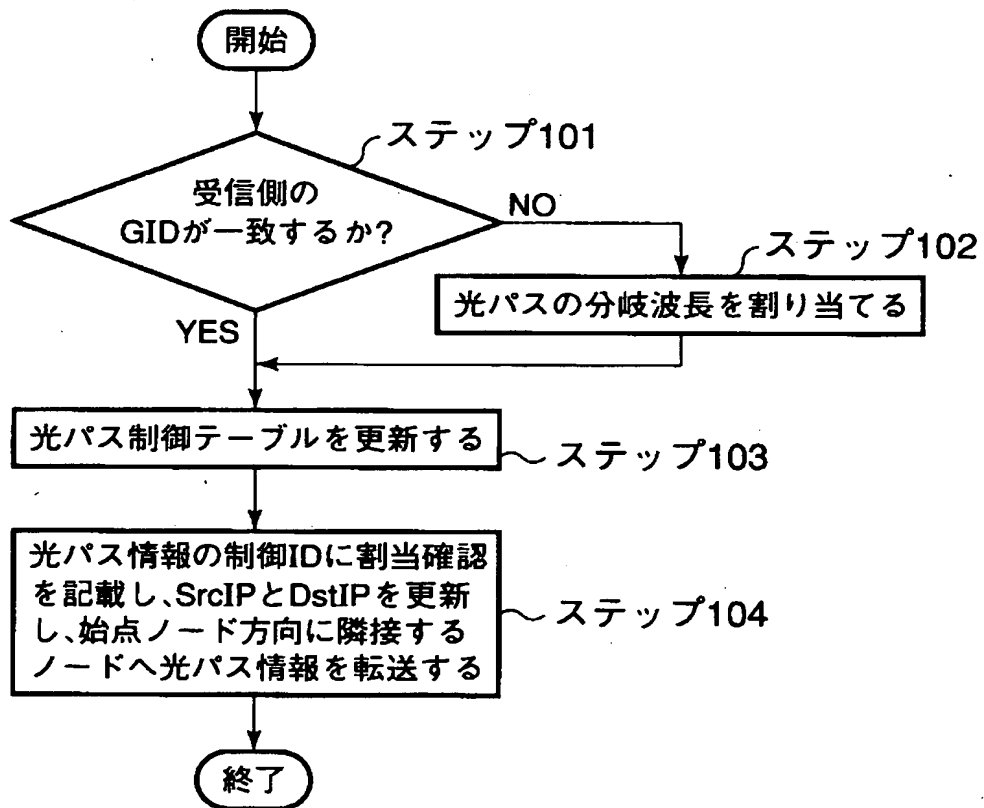 開始
ステップ101
受信側の
GIDが一致するか?
NO
ステップ102
光パスの分岐波長を割り当てる
YES
光パス制御テーブルを更新する
ステップ103
光パス情報の制御IDに割当確認
を記載し、SrcIPとDstIPを更新
し、始点ノード方向に隣接する
ノードへ光パス情報を転送する
ステップ104
終了